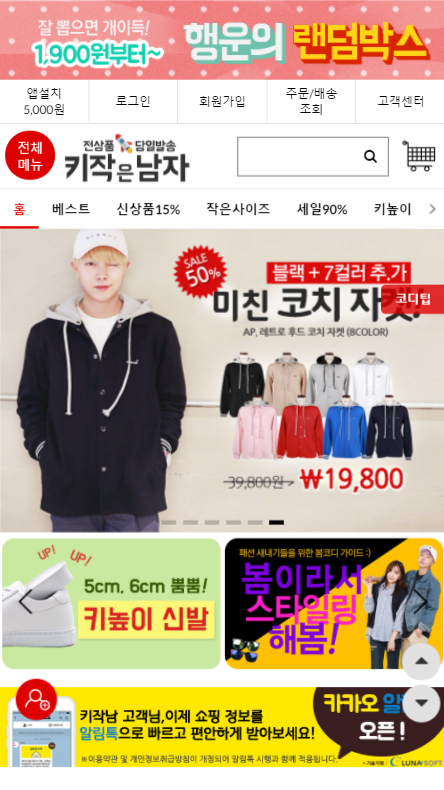 잘 뽑으면 개이득!
1,900원부터~
행운의 랜덤박스
앱설치
5,000원
로그인
회원가입
주문/배송
조회
고객센터
전체
메뉴
전상품 당일발송
키작은남자
홈
베스트
신상품15%
작은사이즈
세일90%
키높이
SALE
50%
블랙 + 7컬러 추.가
미친 코치 자켓!
코디팁
AP. 레트로 후드 코치 자켓 (8COLOR)
39,800원
₩19,800
UP! UP!
5cm, 6cm 뿜뿜!
키높이 신발
패션 새내기들을 위한 봄코디 가이드 :)
봄이라서
스타일링
해봄!
키작남 고객님,이제 쇼핑 정보를
알림톡으로 빠르고 편안하게 받아보세요!
※이용약관 및 개인정보취급방침이 개정되어 알림톡 시행과 함께 적용됩니다.
카카오 알
오픈!
LUNA SOFT